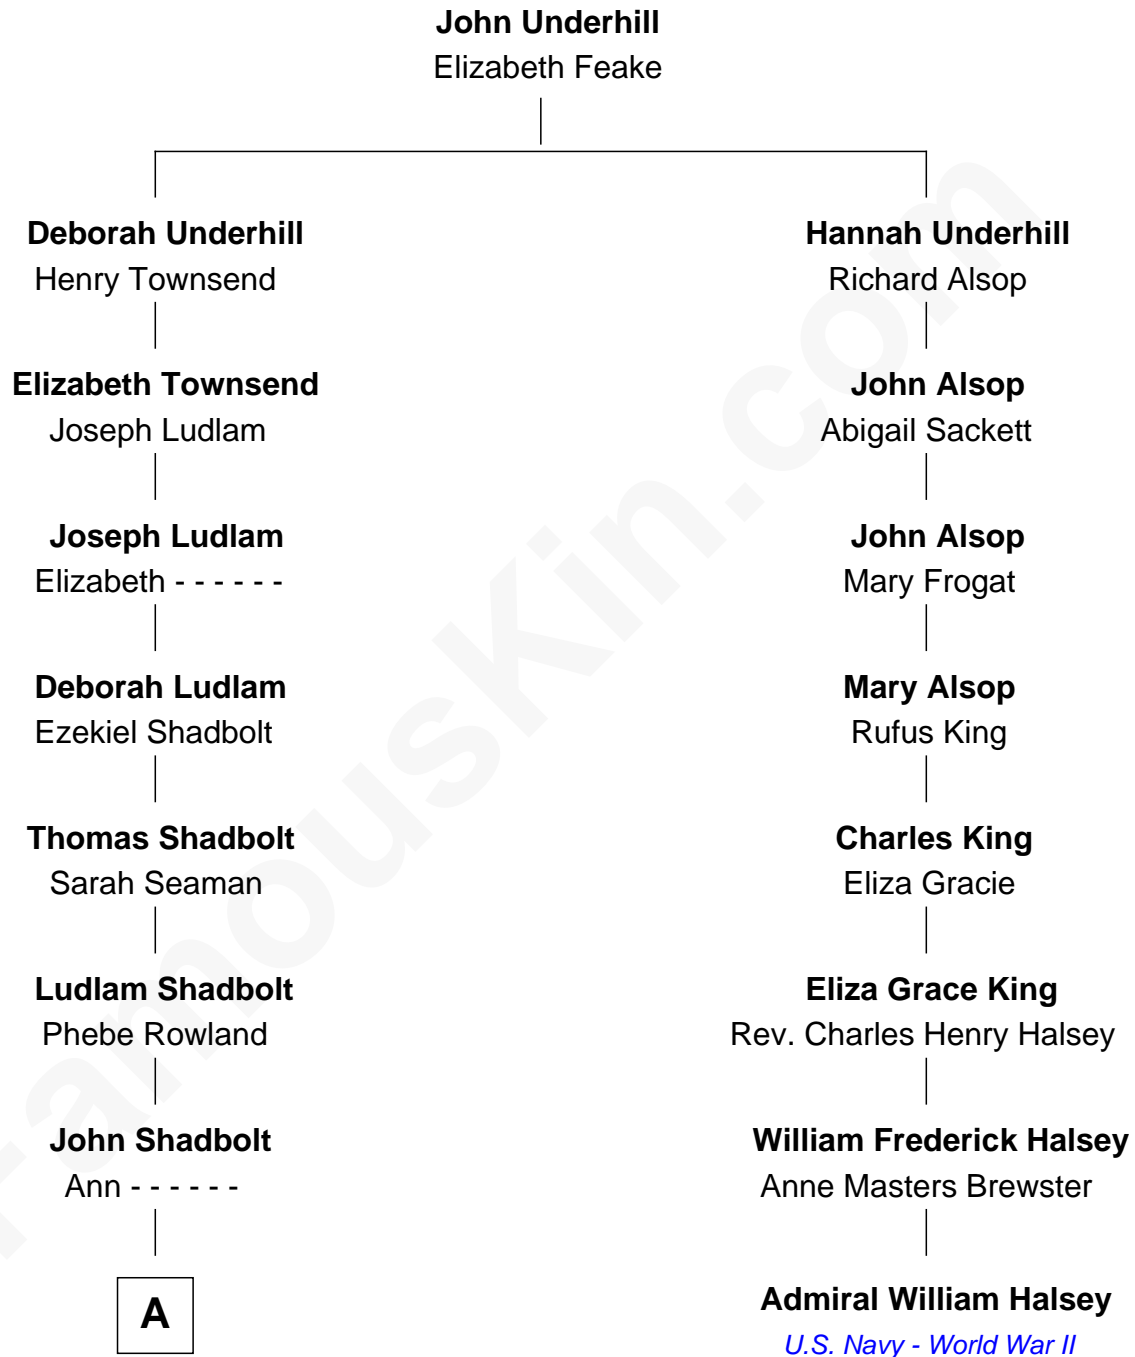 John Underhill
Elizabeth Feake
Deborah Underhill
Henry Townsend
Hannah Underhill
Richard Alsop
Elizabeth Townsend
Joseph Ludlam
John Alsop
Abigail Sackett
Joseph Ludlam
Elizabeth - - - - - -
John Alsop
Mary Frogat
Deborah Ludlam
Ezekiel Shadbolt
Mary Alsop
Rufus King
Thomas Shadbolt
Sarah Seaman
Charles King
Eliza Gracie
Ludlam Shadbolt
Phebe Rowland
Eliza Grace King
Rev. Charles Henry Halsey
John Shadbolt
Ann - - - - - -
William Frederick Halsey
Anne Masters Brewster
A
Admiral William Halsey
U.S. Navy - World War II
FamousKin.com